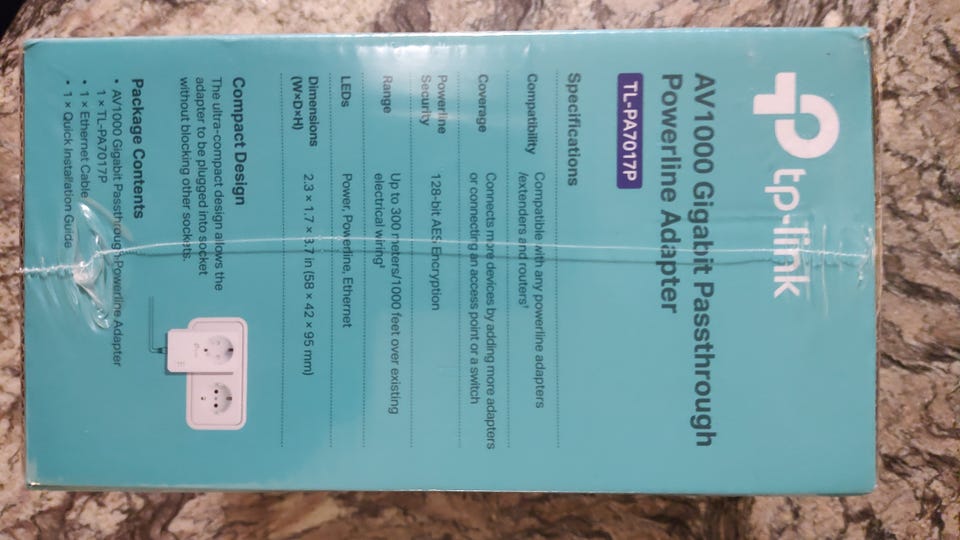 tp-link
AV1000 Gigabit Passthrough
Powerline Adapter
TL-PA7017P
Specifications
Compatibility
Compatible with any powerline adapters
/extenders and routers†
Coverage
Connects more devices by adding more adapters
or connecting an access point or a switch
Powerline
Security
128-bit AES Encryption
Range
Up to 300 meters/1000 feet over existing
electrical wiring‡
LEDs
Power, Powerline, Ethernet
Dimensions
(W×D×H)
2.3 × 1.7 × 3.7 in (58 × 42 × 95 mm)
Compact Design
The ultra-compact design allows the
adapter to be plugged into socket
without blocking other sockets.
Package Contents
• AV1000 Gigabit Passthrough Powerline Adapter
1 × TL-PA7017P
• 1 × Ethernet Cable
• 1 × Quick Installation Guide